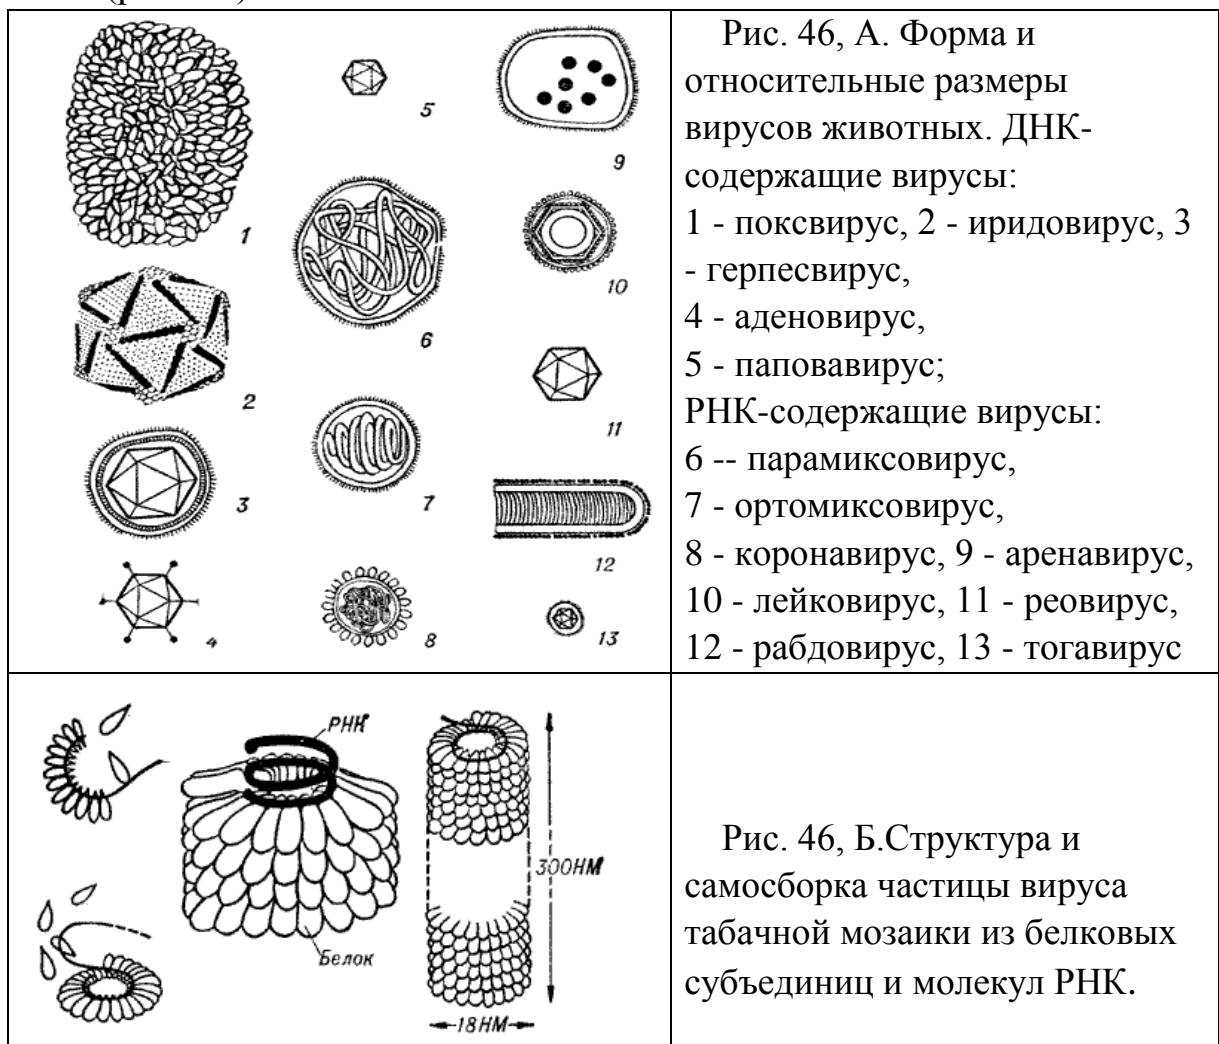 1
5
9
Рис. 46, А. Форма и
относительные размеры
вирусов животных. ДНК-
содержащие вирусы:
1 - поксвирус, 2 - иридовирус, 3
- герпесвирус,
4 - аденовирус,
5 - паповавирус;
РНК-содержащие вирусы:
6 -- парамиксовирус,
7 - ортомиксовирус,
8 - коронавирус, 9 - аренавирус,
10 - лейковирус, 11 - реовирус,
12 - рабдовирус, 13 - тогавирус
2
6
10
3
7
11
12
4
8
13
РНК
Белок
300НМ
18НМ
Рис. 46, Б.Структура и
самосборка частицы вируса
табачной мозаики из белковых
субъединиц и молекул РНК.